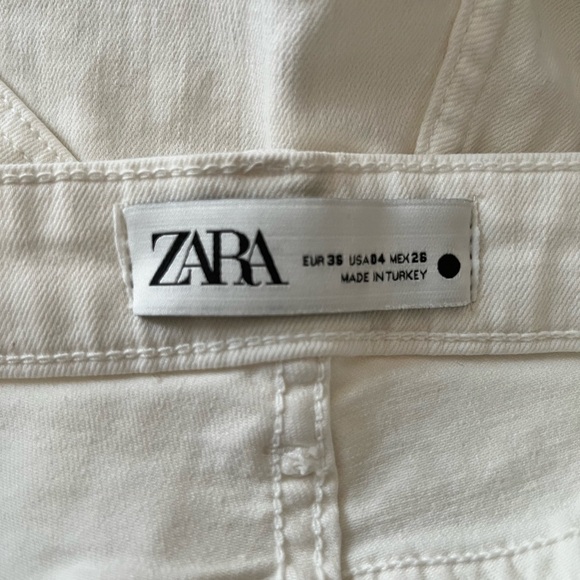 ZARA
EUR 36 USA 04 MEX 26
MADE IN TURKEY